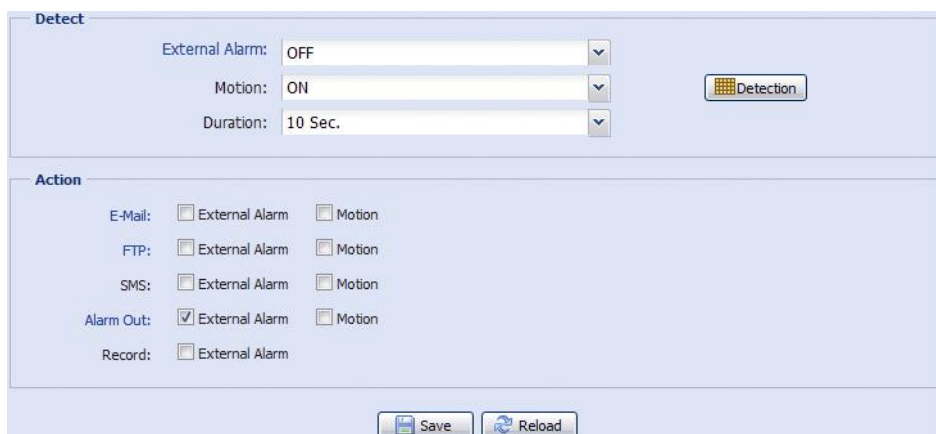 Detect
External Alarm: OFF
Motion: ON Detection
Duration: 10 Sec.
Action
E-Mail: External Alarm Motion
FTP: External Alarm Motion
SMS: External Alarm Motion
Alarm Out: External Alarm Motion
Record: External Alarm
Save Reload